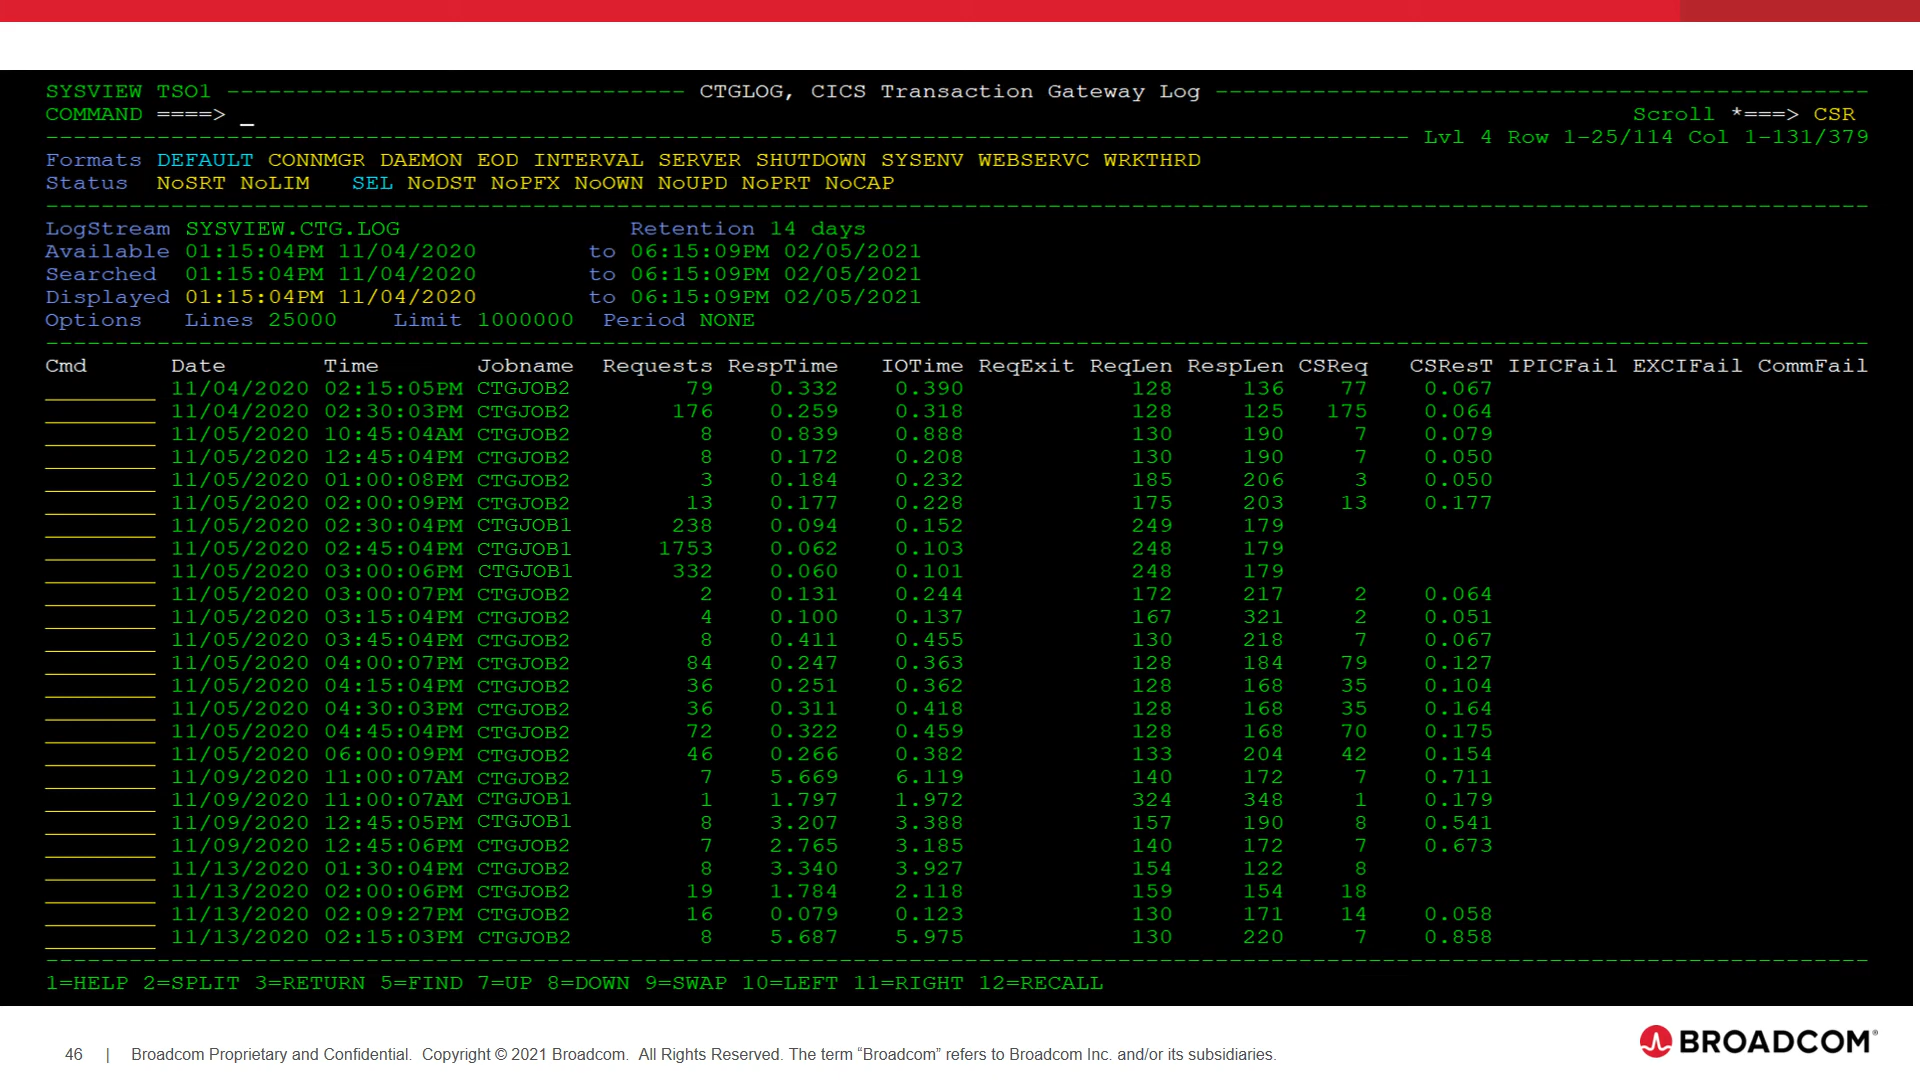 SYSVIEW TSO1 --------------------------------- CTGLOG, CICS Transaction Gateway Log -----------------------------------------------
COMMAND ====> _ Scroll *===> CSR
-------------------------------------------------------------------------------------------------- Lvl 4 Row 1-25/114 Col 1-131/379
Formats DEFAULT CONNMGR DAEMON EOD INTERVAL SERVER SHUTDOWN SYSENV WEBSERVC WRKTHRD
Status NoSRT NoLIM SEL NoDST NoPFX NoOWN NoUPD NoPRT NoCAP
LogStream SYSVIEW.CTG.LOG Retention 14 days
Available 01:15:04PM 11/04/2020 to 06:15:09PM 02/05/2021
Searched 01:15:04PM 11/04/2020 to 06:15:09PM 02/05/2021
Displayed 01:15:04PM 11/04/2020 to 06:15:09PM 02/05/2021
Options Lines 25000 Limit 1000000 Period NONE
Cmd Date Time Jobname Requests RespTime IOTime ReqExit ReqLen RespLen CSReq CSResT IPICFail EXCIFail CommFail
________ 11/04/2020 02:15:05PM CTGJOB2 79 0.332 0.390 128 136 77 0.067
________ 11/04/2020 02:30:03PM CTGJOB2 176 0.259 0.318 128 125 175 0.064
________ 11/05/2020 10:45:04AM CTGJOB2 8 0.839 0.888 130 190 7 0.079
________ 11/05/2020 12:45:04PM CTGJOB2 8 0.172 0.208 130 190 7 0.050
________ 11/05/2020 01:00:08PM CTGJOB2 3 0.184 0.232 185 206 3 0.050
________ 11/05/2020 02:00:09PM CTGJOB2 13 0.177 0.228 175 203 13 0.177
________ 11/05/2020 02:30:04PM CTGJOB1 238 0.094 0.152 249 179
________ 11/05/2020 02:45:04PM CTGJOB1 1753 0.062 0.103 248 179
________ 11/05/2020 03:00:06PM CTGJOB1 332 0.060 0.101 248 179
________ 11/05/2020 03:00:07PM CTGJOB2 2 0.131 0.244 172 217 2 0.064
________ 11/05/2020 03:15:04PM CTGJOB2 4 0.100 0.137 167 321 2 0.051
________ 11/05/2020 03:45:04PM CTGJOB2 8 0.411 0.455 130 218 7 0.067
________ 11/05/2020 04:00:07PM CTGJOB2 84 0.247 0.363 128 184 79 0.127
________ 11/05/2020 04:15:04PM CTGJOB2 36 0.251 0.362 128 168 35 0.104
________ 11/05/2020 04:30:03PM CTGJOB2 36 0.311 0.418 128 168 35 0.164
________ 11/05/2020 04:45:04PM CTGJOB2 72 0.322 0.459 128 168 70 0.175
________ 11/05/2020 06:00:09PM CTGJOB2 46 0.266 0.382 133 204 42 0.154
________ 11/09/2020 11:00:07AM CTGJOB2 7 5.669 6.119 140 172 7 0.711
________ 11/09/2020 11:00:07AM CTGJOB1 1 1.797 1.972 324 348 1 0.179
________ 11/09/2020 12:45:05PM CTGJOB1 8 3.207 3.388 157 190 8 0.541
________ 11/09/2020 12:45:06PM CTGJOB2 7 2.765 3.185 140 172 7 0.673
________ 11/13/2020 01:30:04PM CTGJOB2 8 3.340 3.927 154 122 8
________ 11/13/2020 02:00:06PM CTGJOB2 19 1.784 2.118 159 154 18
________ 11/13/2020 02:09:27PM CTGJOB2 16 0.079 0.123 130 171 14 0.058
________ 11/13/2020 02:15:03PM CTGJOB2 8 5.687 5.975 130 220 7 0.858
1=HELP 2=SPLIT 3=RETURN 5=FIND 7=UP 8=DOWN 9=SWAP 10=LEFT 11=RIGHT 12=RECALL
46 | Broadcom Proprietary and Confidential. Copyright © 2021 Broadcom. All Rights Reserved. The term “Broadcom” refers to Broadcom Inc. and/or its subsidiaries.
BROADCOM®